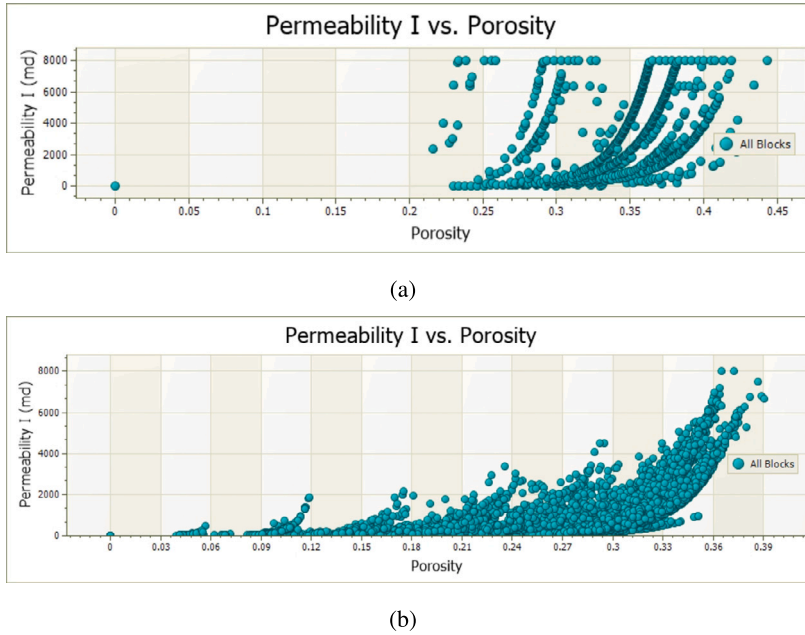 Permeability I vs. Porosity
Permeability I (md)
8000
6000
4000
2000
0
All Blocks
0 0.05 0.1 0.15 0.2 0.25 0.3 0.35 0.4 0.45
Porosity
(a)
Permeability I vs. Porosity
Permeability I (md)
8000
6000
4000
2000
0
All Blocks
0 0.03 0.06 0.09 0.12 0.15 0.18 0.21 0.24 0.27 0.3 0.33 0.36 0.39
Porosity
(b)